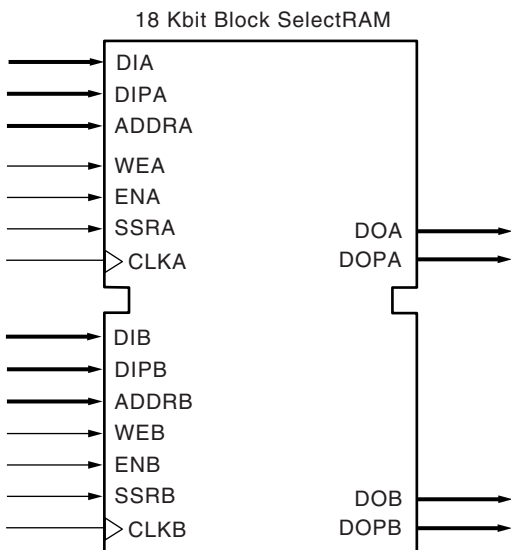 18 Kbit Block SelectRAM
DIA
DIPA
ADDRA
WEA
ENA
SSRA
CLKA
DOA
DOPA
DIB
DIPB
ADDRB
WEB
ENB
SSRB
CLKB
DOB
DOPB